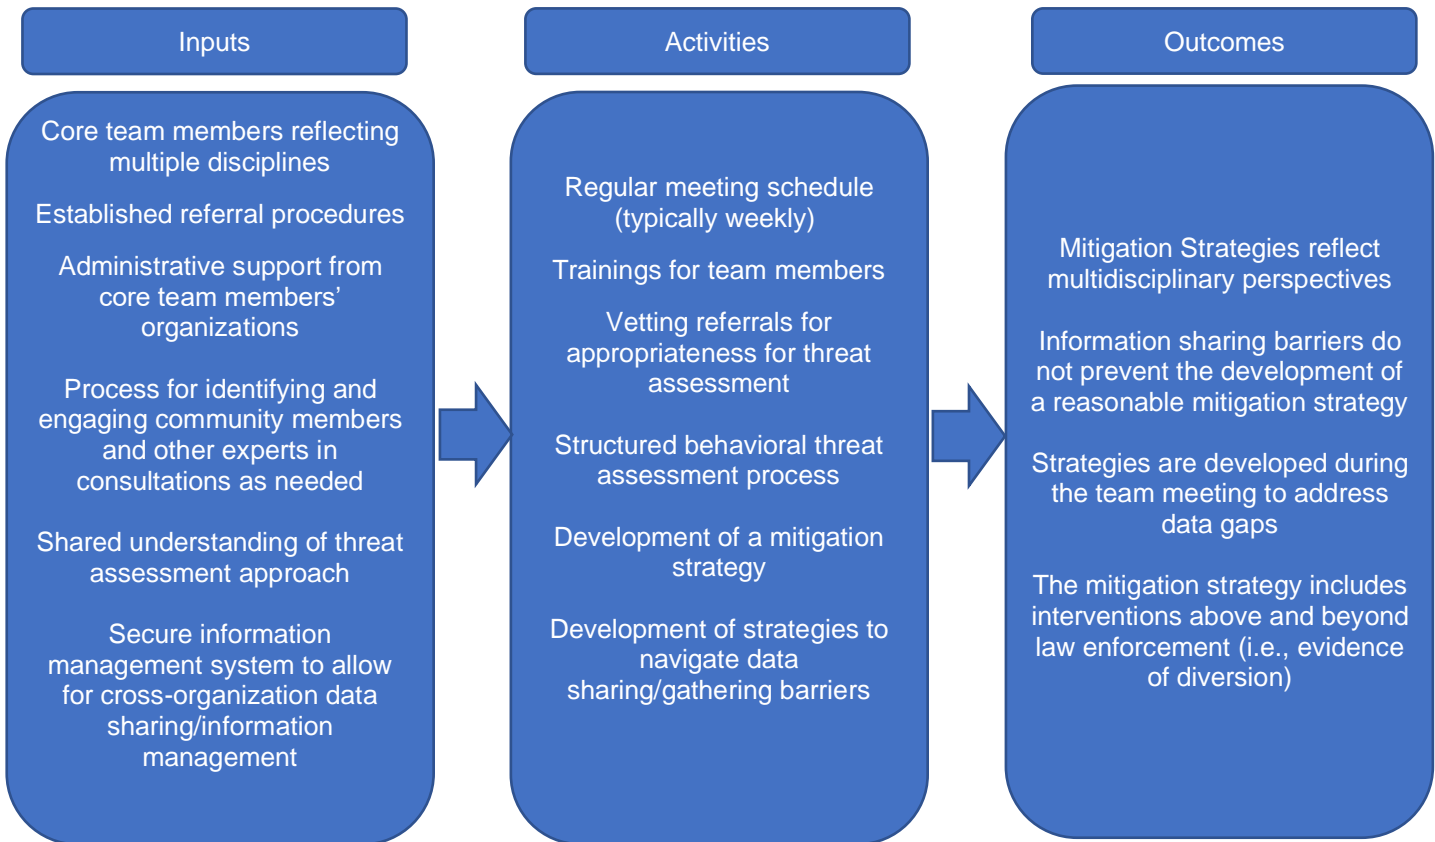 Inputs
Core team members reflecting
multiple disciplines
Established referral procedures
Administrative support from
core team members’
organizations
Process for identifying and
engaging community members
and other experts in
consultations as needed
Shared understanding of threat
assessment approach
Secure information
management system to allow
for cross-organization data
sharing/information
management
Activities
Regular meeting schedule
(typically weekly)
Trainings for team members
Vetting referrals for
appropriateness for threat
assessment
Structured behavioral threat
assessment process
Development of a mitigation
strategy
Development of strategies to
navigate data
sharing/gathering barriers
Outcomes
Mitigation Strategies reflect
multidisciplinary perspectives
Information sharing barriers do
not prevent the development of
a reasonable mitigation strategy
Strategies are developed during
the team meeting to address
data gaps
The mitigation strategy includes
interventions above and beyond
law enforcement (i.e., evidence
of diversion)